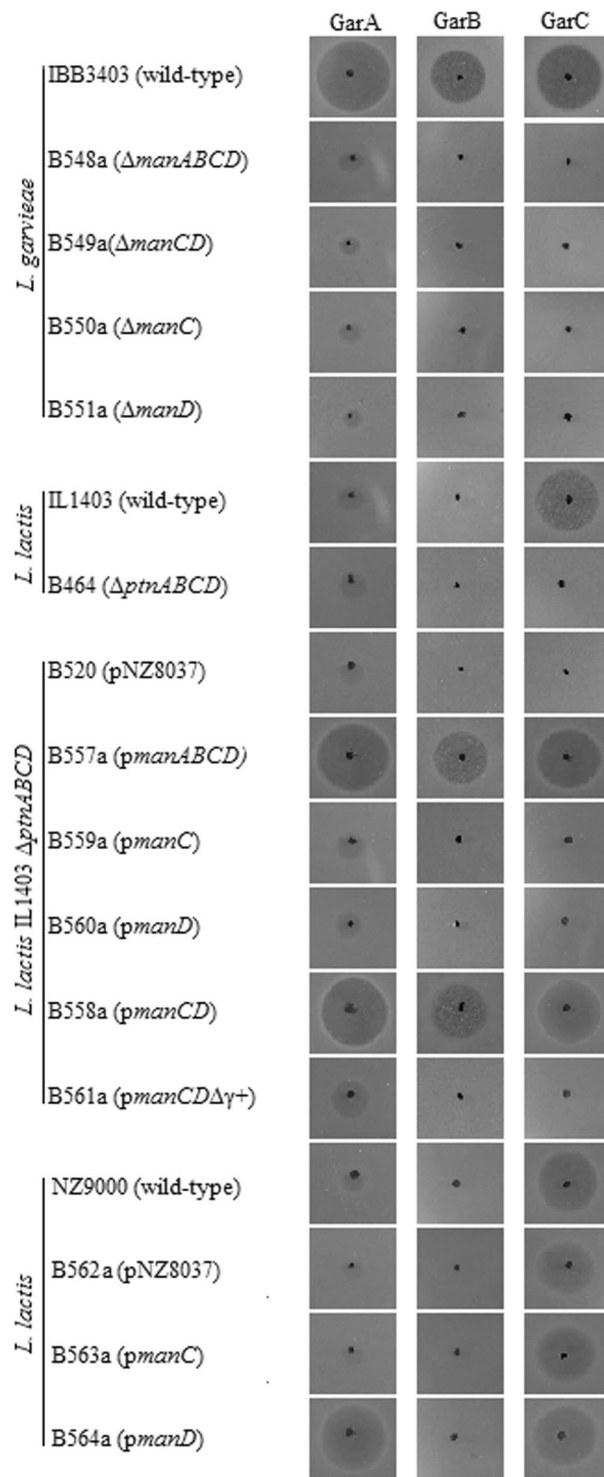 GarA GarB GarC
L. garvieae
IBB3403 (wild-type)
B548a (ΔmanABCD)
B549a(ΔmanCD)
B550a (ΔmanC)
B551a (ΔmanD)
L. lactis
IL1403 (wild-type)
B464 (ΔptnABCD)
L. lactis IL1403 ΔptnABCD
B520 (pNZ8037)
B557a (pmanABCD)
B559a (pmanC)
B560a (pmanD)
B558a (pmanCD)
B561a (pmanCDΔγ+)
L. lactis
NZ9000 (wild-type)
B562a (pNZ8037)
B563a (pmanC)
B564a (pmanD)